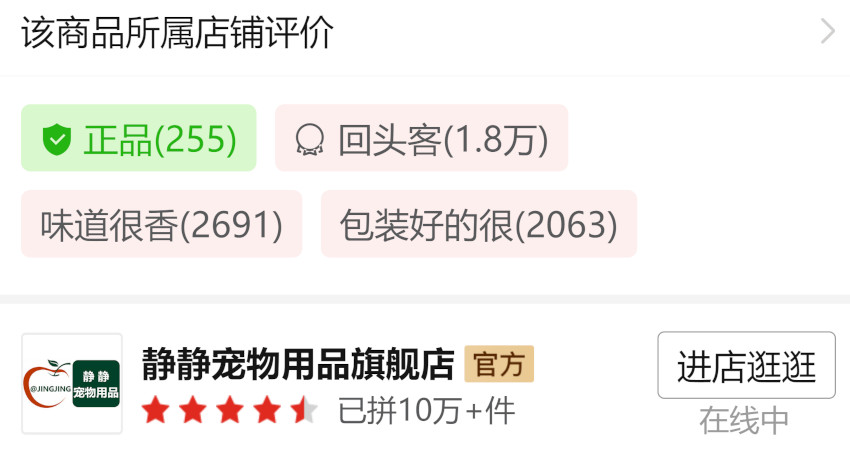 该商品所属店铺评价
正品(255) 回头客(1.8万)
味道很香(2691) 包装好的很(2063)
静静宠物用品旗舰店 官方
@JINGJING
静 静
宠物用品
已拼10万+件
进店逛逛
在线中